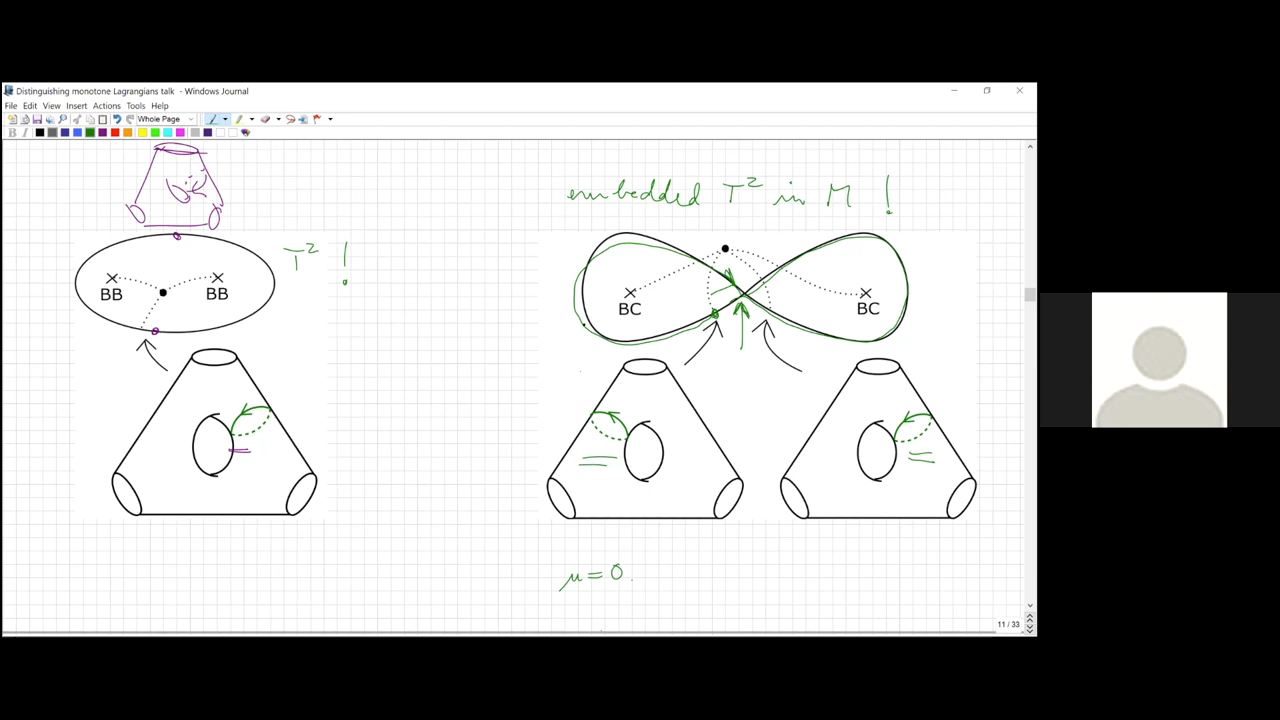 Distinguishing monotone Lagrangians talk - Windows Journal
File Edit View Insert Actions Tools Help
Whole Page
B I
embedded T² in M !
T² !
BB BB
BC BC
μ = 0.
11 / 33